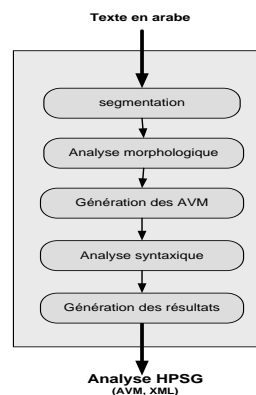 Texte en arabe
segmentation
Analyse morphologique
Génération des AVM
Analyse syntaxique
Génération des résultats
Analyse HPSG
(AVM, XML)